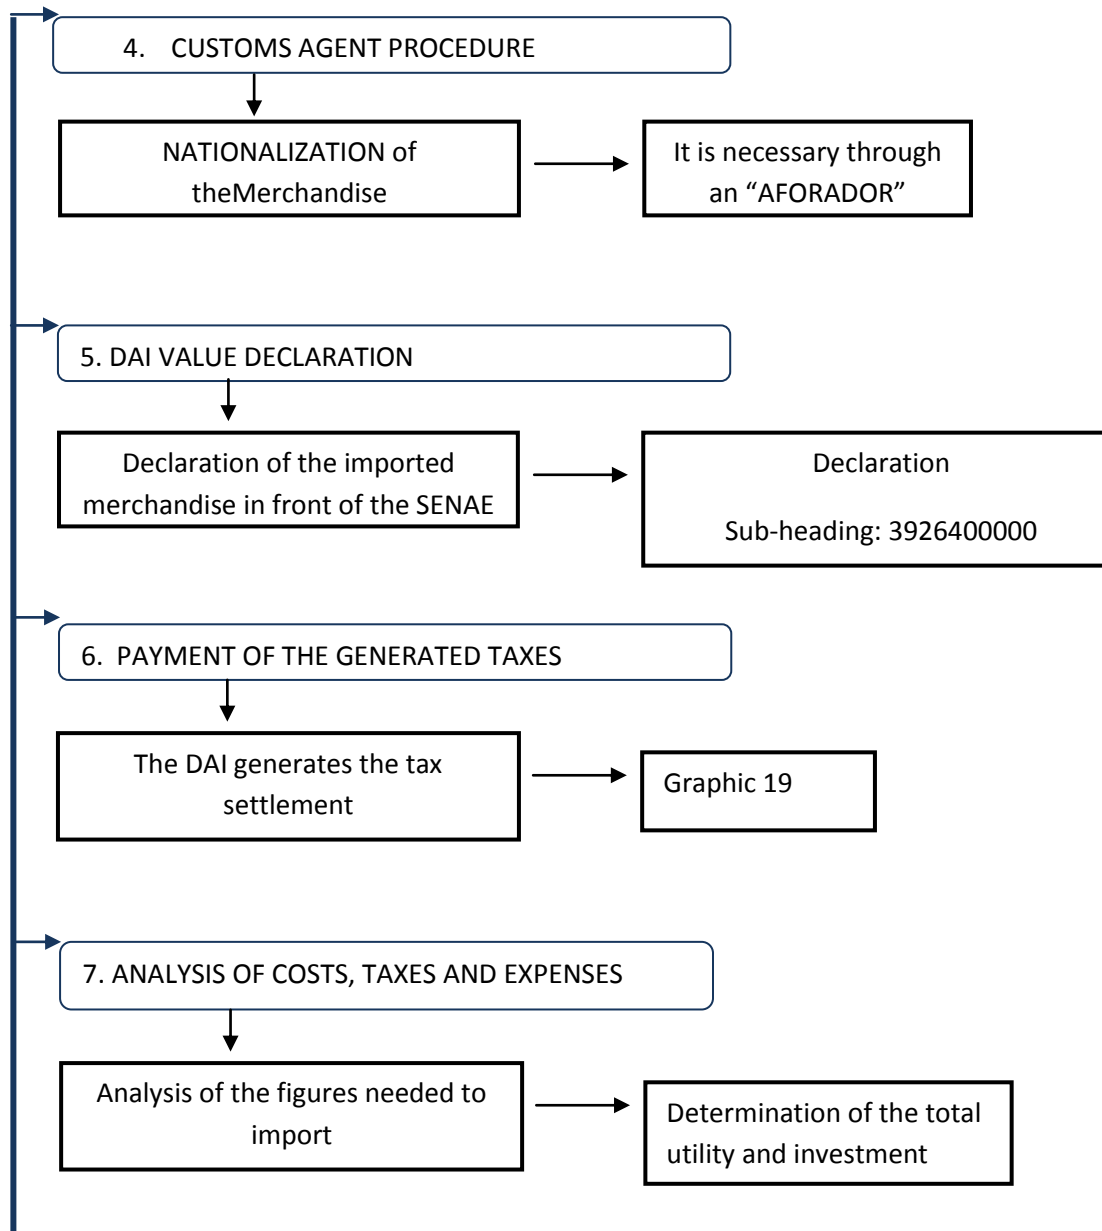 4. CUSTOMS AGENT PROCEDURE
NATIONALIZATION of
theMerchandise
It is necessary through
an “AFORADOR”
5. DAI VALUE DECLARATION
Declaration of the imported
merchandise in front of the SENAE
Declaration
Sub-heading: 3926400000
6. PAYMENT OF THE GENERATED TAXES
The DAI generates the tax
settlement
Graphic 19
7. ANALYSIS OF COSTS, TAXES AND EXPENSES
Analysis of the figures needed to
import
Determination of the total
utility and investment